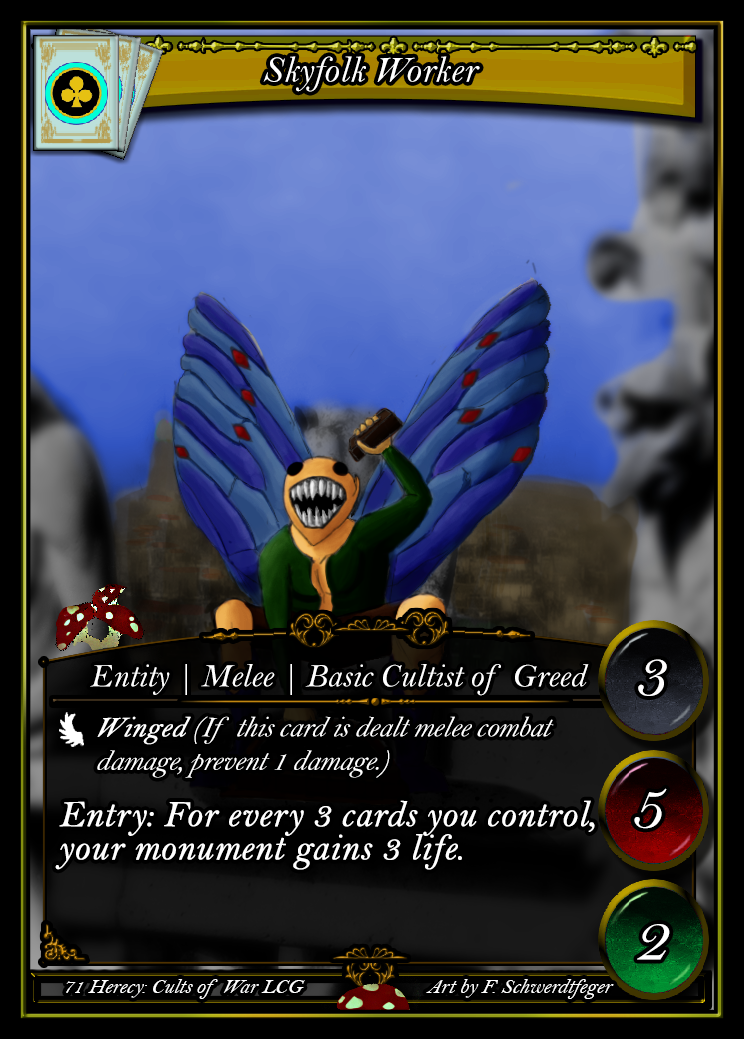 Skyfolk Worker
Entity | Melee | Basic Cultist of Greed
3
Winged (If this card is dealt melee combat
damage, prevent 1 damage.)
5
Entry: For every 3 cards you control,
your monument gains 3 life.
2
71 Herecy: Cults of War LCG
Art by F. Schwerdtfeger